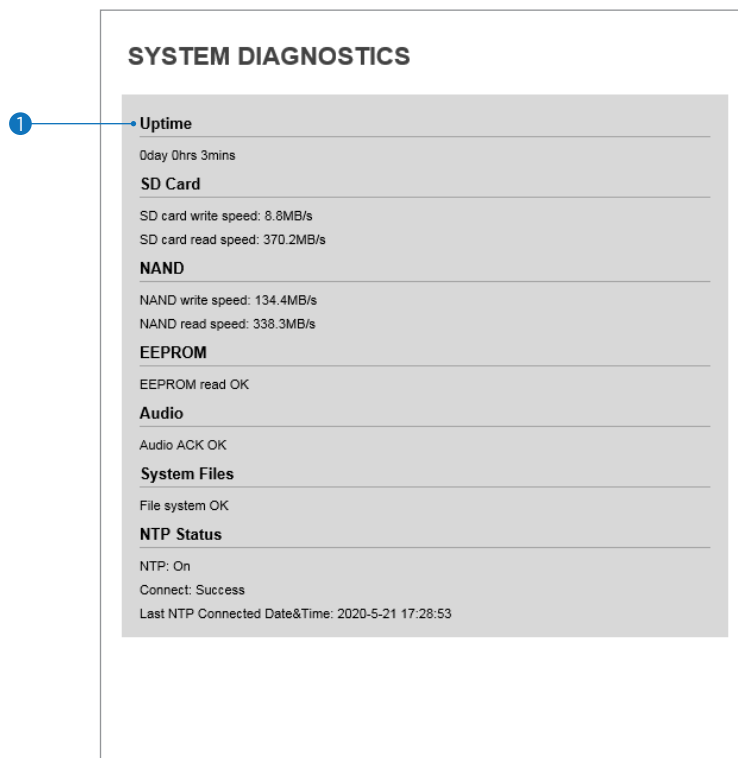 SYSTEM DIAGNOSTICS
1
Uptime
0day 0hrs 3mins
SD Card
SD card write speed: 8.8MB/s
SD card read speed: 370.2MB/s
NAND
NAND write speed: 134.4MB/s
NAND read speed: 338.3MB/s
EEPROM
EEPROM read OK
Audio
Audio ACK OK
System Files
File system OK
NTP Status
NTP: On
Connect: Success
Last NTP Connected Date&Time: 2020-5-21 17:28:53